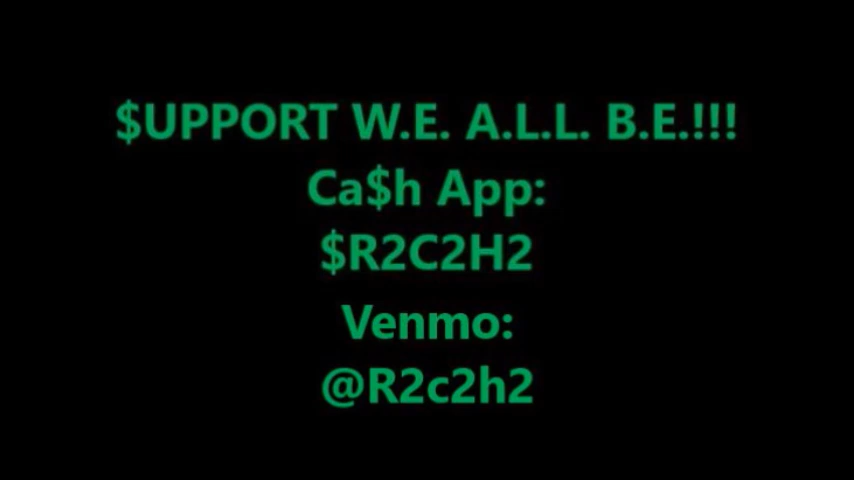 $UPPORT W.E. A.L.L. B.E.!!!
Ca$h App:
$R2C2H2
Venmo:
@R2c2h2